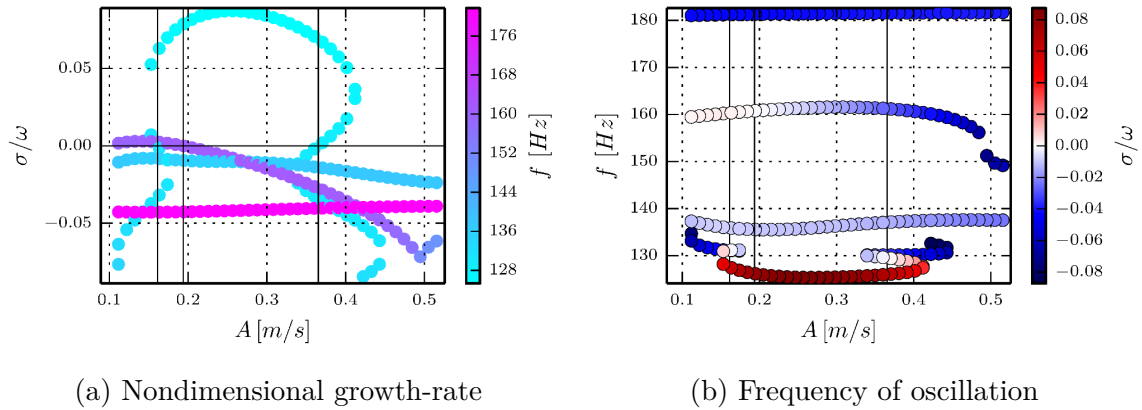 0.05
0.00
−0.05
σ/ω
0.1 0.2 0.3 0.4 0.5
A [m/s]
176
168
160
152
144
136
128
f [Hz]
(a) Nondimensional growth-rate
180
170
160
150
140
130
f [Hz]
0.1 0.2 0.3 0.4 0.5
A [m/s]
0.08
0.06
0.04
0.02
0.00
−0.02
−0.04
−0.06
−0.08
σ/ω
(b) Frequency of oscillation